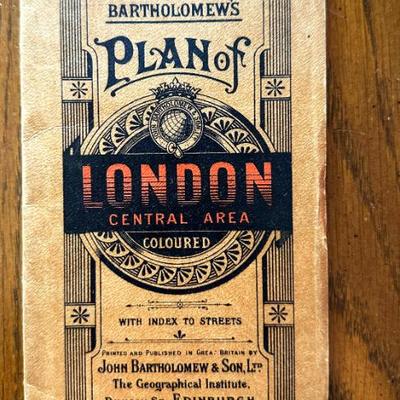 BARTHOLOMEW'S
PLAN OF
LONDON
CENTRAL AREA
COLOURED
WITH INDEX TO STREETS
PRINTED AND PUBLISHED IN GREAT BRITAIN BY
JOHN BARTHOLOMEW & SON, LTD
The Geographical Institute,
EDINBURGH